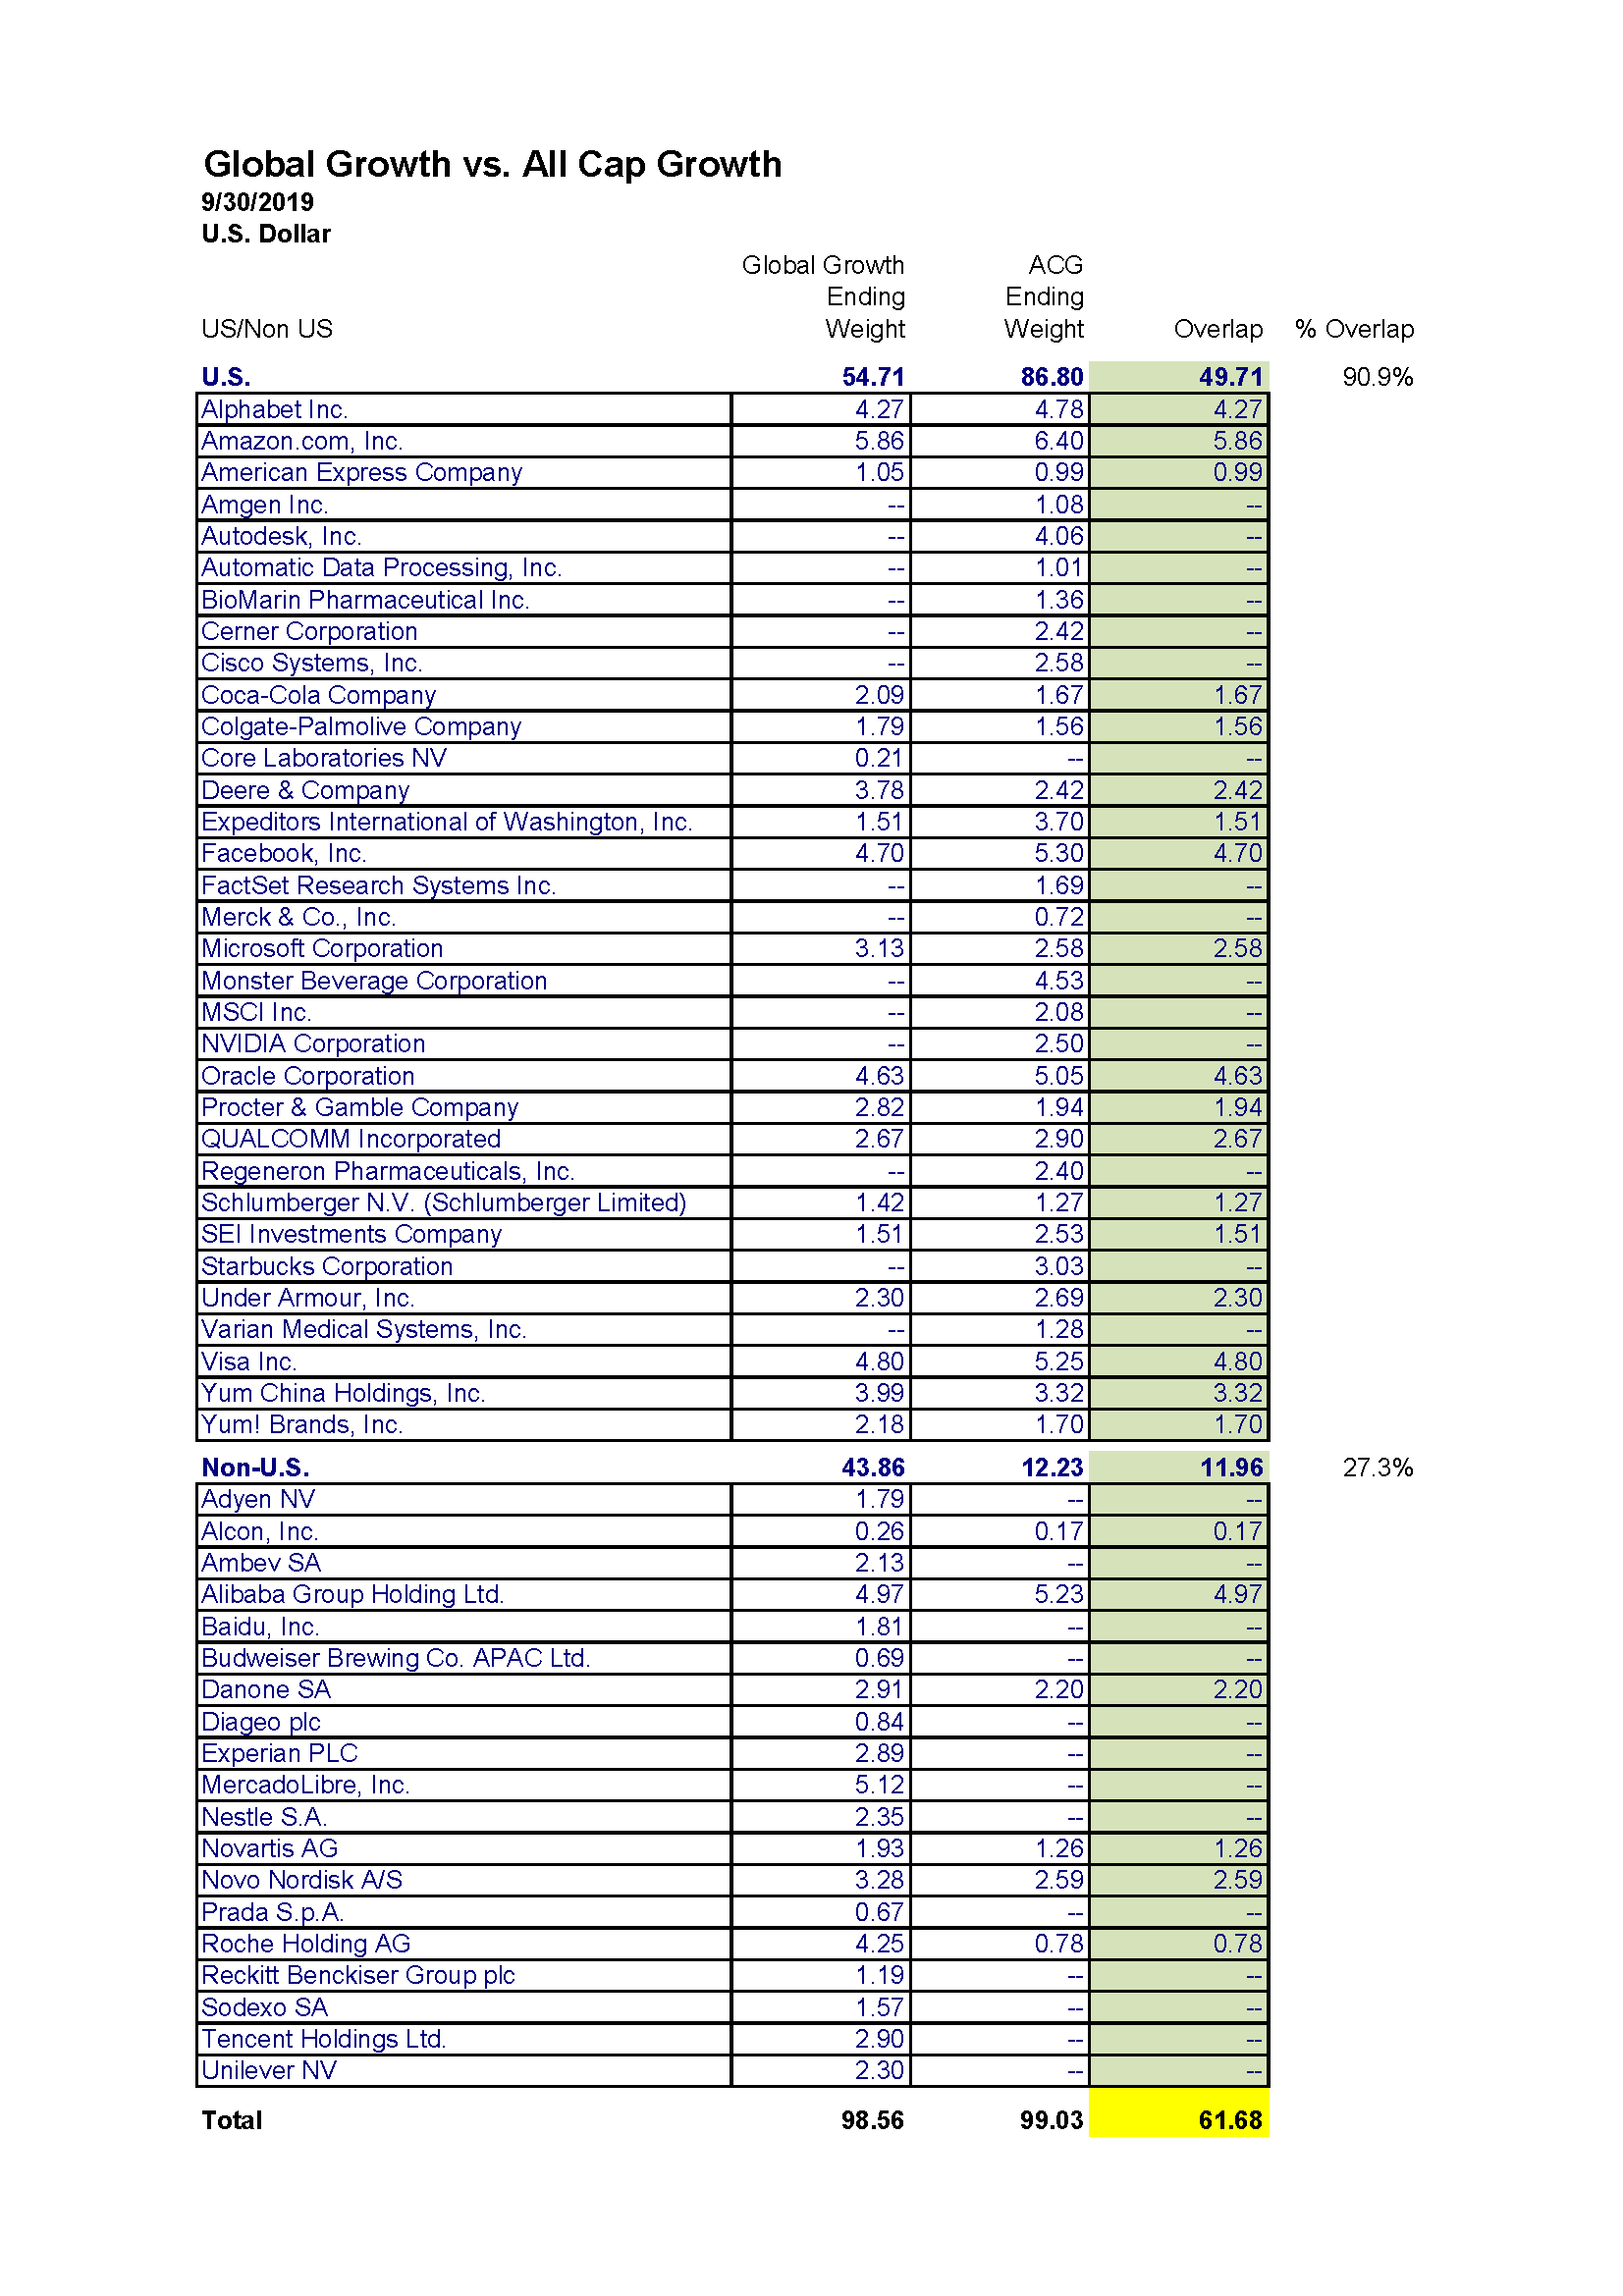 Global Growth vs. All Cap Growth
9/30/2019
U.S. Dollar
Global Growth ACG
Ending Ending
US/Non US Weight Weight Overlap % Overlap
U.S. 54.71 86.80 49.71 90.9%
Alphabet Inc. 4.27 4.78 4.27
Amazon.com, Inc. 5.86 6.40 5.86
American Express Company 1.05 0.99 0.99
Amgen Inc. -- 1.08 --
Autodesk, Inc. -- 4.06 --
Automatic Data Processing, Inc. -- 1.01 --
BioMarin Pharmaceutical Inc. -- 1.36 --
Cerner Corporation -- 2.42 --
Cisco Systems, Inc. -- 2.58 --
Coca-Cola Company 2.09 1.67 1.67
Colgate-Palmolive Company 1.79 1.56 1.56
Core Laboratories NV 0.21 -- --
Deere & Company 3.78 2.42 2.42
Expeditors International of Washington, Inc. 1.51 3.70 1.51
Facebook, Inc. 4.70 5.30 4.70
FactSet Research Systems Inc. -- 1.69 --
Merck & Co., Inc. -- 0.72 --
Microsoft Corporation 3.13 2.58 2.58
Monster Beverage Corporation -- 4.53 --
MSCI Inc. -- 2.08 --
NVIDIA Corporation -- 2.50 --
Oracle Corporation 4.63 5.05 4.63
Procter & Gamble Company 2.82 1.94 1.94
QUALCOMM Incorporated 2.67 2.90 2.67
Regeneron Pharmaceuticals, Inc. -- 2.40 --
Schlumberger N.V. (Schlumberger Limited) 1.42 1.27 1.27
SEI Investments Company 1.51 2.53 1.51
Starbucks Corporation -- 3.03 --
Under Armour, Inc. 2.30 2.69 2.30
Varian Medical Systems, Inc. -- 1.28 --
Visa Inc. 4.80 5.25 4.80
Yum China Holdings, Inc. 3.99 3.32 3.32
Yum! Brands, Inc. 2.18 1.70 1.70
Non-U.S. 43.86 12.23 11.96 27.3%
Adyen NV 1.79 -- --
Alcon, Inc. 0.26 0.17 0.17
Ambev SA 2.13 -- --
Alibaba Group Holding Ltd. 4.97 5.23 4.97
Baidu, Inc. 1.81 -- --
Budweiser Brewing Co. APAC Ltd. 0.69 -- --
Danone SA 2.91 2.20 2.20
Diageo plc 0.84 -- --
Experian PLC 2.89 -- --
MercadoLibre, Inc. 5.12 -- --
Nestle S.A. 2.35 -- --
Novartis AG 1.93 1.26 1.26
Novo Nordisk A/S 3.28 2.59 2.59
Prada S.p.A. 0.67 -- --
Roche Holding AG 4.25 0.78 0.78
Reckitt Benckiser Group plc 1.19 -- --
Sodexo SA 1.57 -- --
Tencent Holdings Ltd. 2.90 -- --
Unilever NV 2.30 -- --
Total 98.56 99.03 61.68